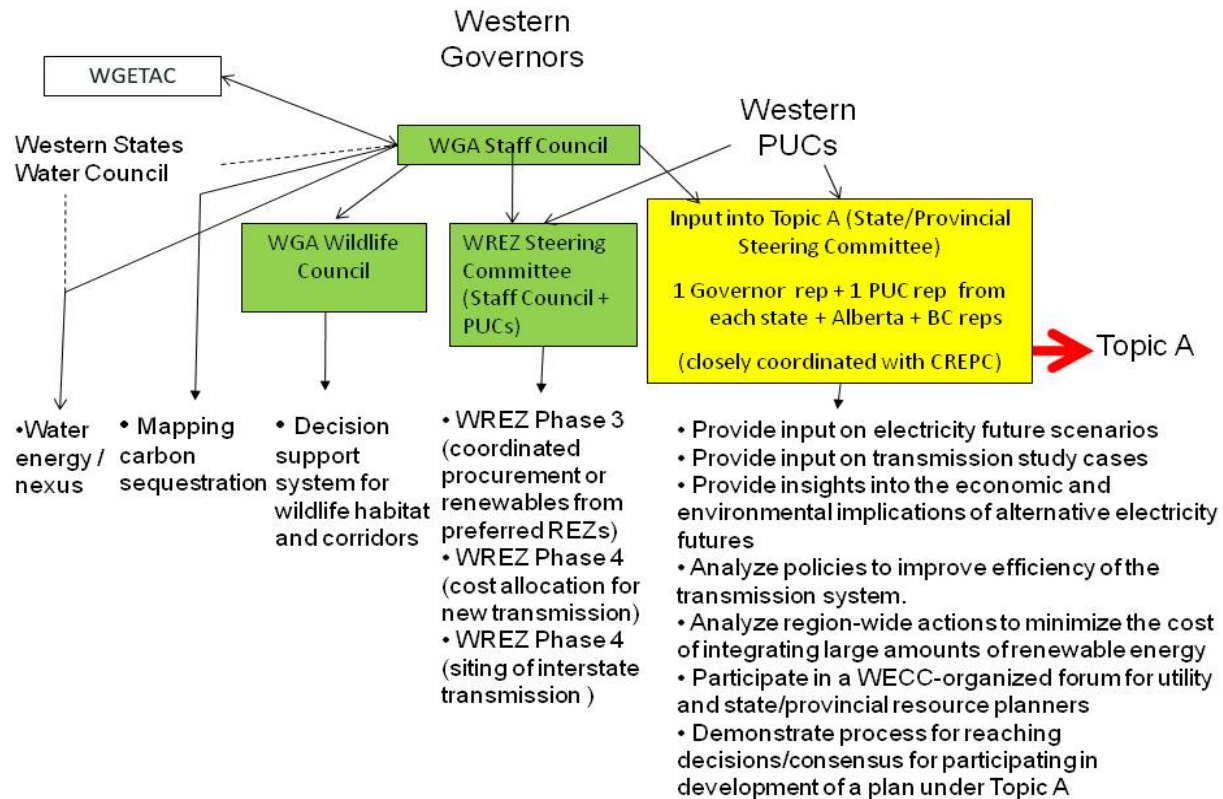 Western
Governors
WGETAC
Western States
Water Council
WGA Staff Council
Western
PUCs
WGA Wildlife
Council
WREZ Steering
Committee
(Staff Council +
PUCs)
Input into Topic A (State/Provincial
Steering Committee)
1 Governor rep + 1 PUC rep from
each state + Alberta + BC reps
(closely coordinated with CREPC)
Topic A
•Water
energy /
nexus
• Mapping
carbon
sequestration
• Decision
support
system for
wildlife habitat
and corridors
• WREZ Phase 3
(coordinated
procurement or
renewables from
preferred REZs)
• WREZ Phase 4
(cost allocation for
new transmission)
• WREZ Phase 4
(siting of interstate
transmission )
• Provide input on electricity future scenarios
• Provide input on transmission study cases
• Provide insights into the economic and
environmental implications of alternative electricity
futures
• Analyze policies to improve efficiency of the
transmission system.
• Analyze region-wide actions to minimize the cost
of integrating large amounts of renewable energy
• Participate in a WECC-organized forum for utility
and state/provincial resource planners
• Demonstrate process for reaching
decisions/consensus for participating in
development of a plan under Topic A